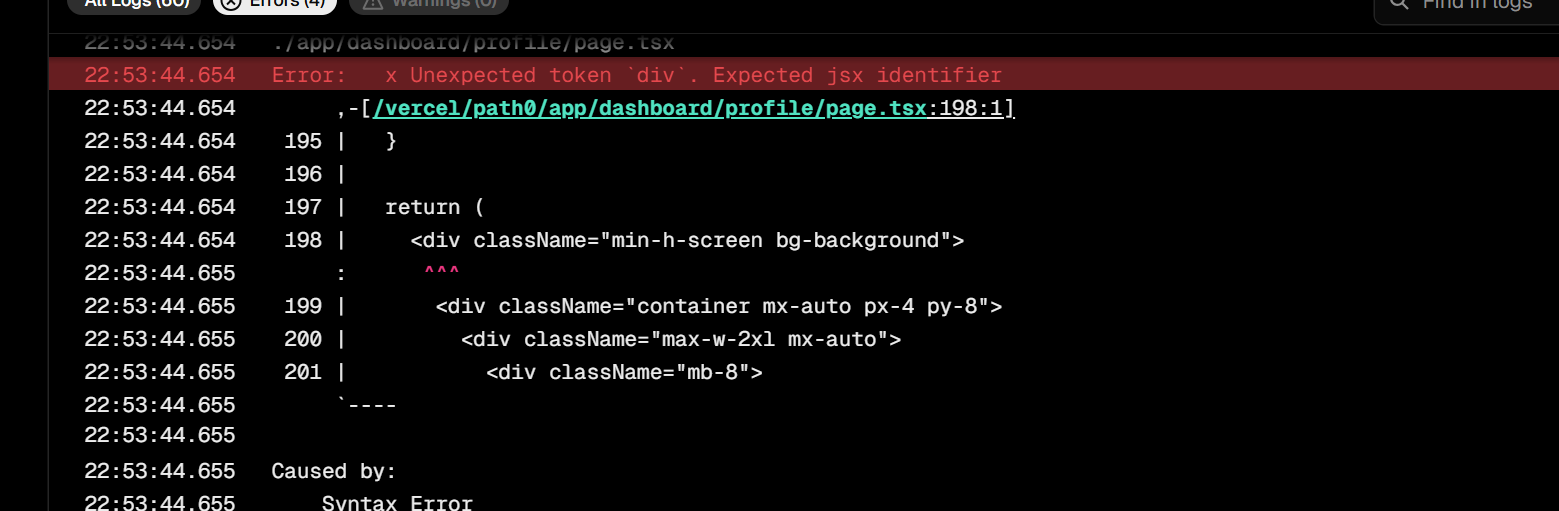 All Logs (60) Errors (4) Warnings (0) Find in logs
22:53:44.654 ./app/dashboard/profile/page.tsx
22:53:44.654 Error:   x Unexpected token `div`. Expected jsx identifier
22:53:44.654      ,-[/vercel/path0/app/dashboard/profile/page.tsx:198:1]
22:53:44.654  195 |   }
22:53:44.654  196 |
22:53:44.654  197 |   return (
22:53:44.654  198 |     <div className="min-h-screen bg-background">
22:53:44.655      :      ^^^
22:53:44.655  199 |       <div className="container mx-auto px-4 py-8">
22:53:44.655  200 |         <div className="max-w-2xl mx-auto">
22:53:44.655  201 |           <div className="mb-8">
22:53:44.655      `----
22:53:44.655
22:53:44.655 Caused by:
22:53:44.655     Syntax Error